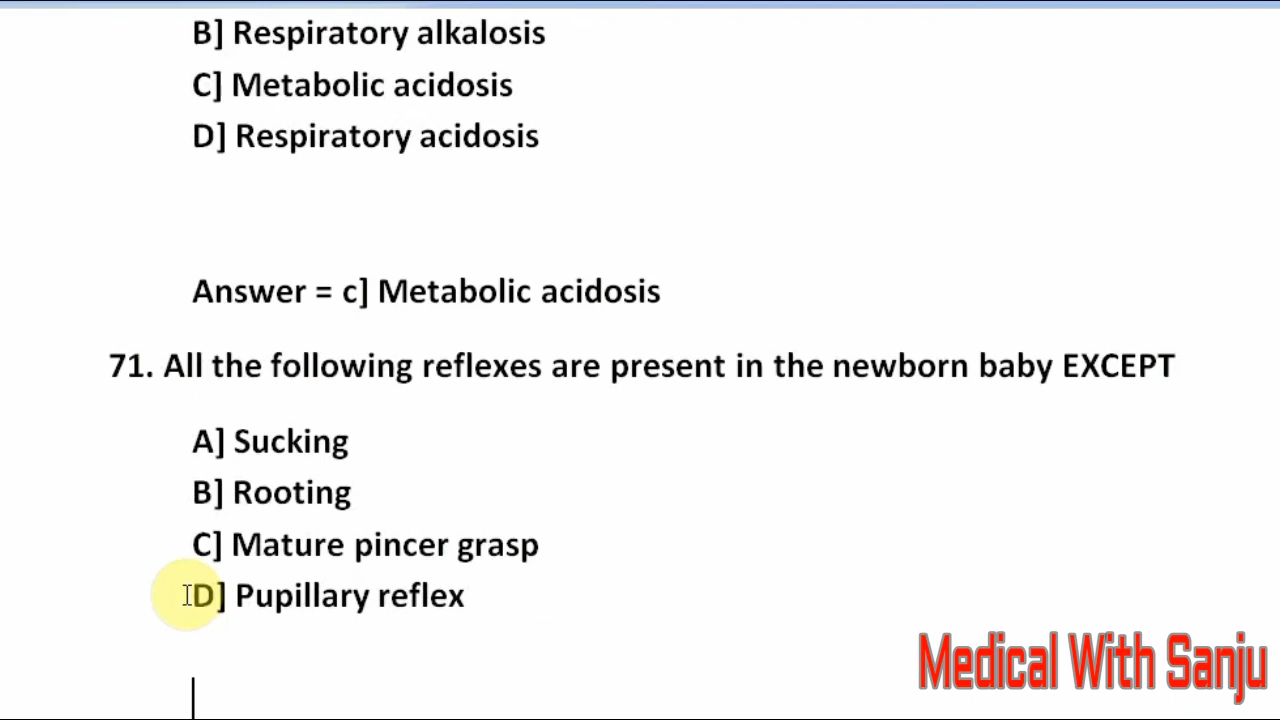 B] Respiratory alkalosis
C] Metabolic acidosis
D] Respiratory acidosis
Answer = c] Metabolic acidosis
71. All the following reflexes are present in the newborn baby EXCEPT
A] Sucking
B] Rooting
C] Mature pincer grasp
D] Pupillary reflex
Medical With Sanju